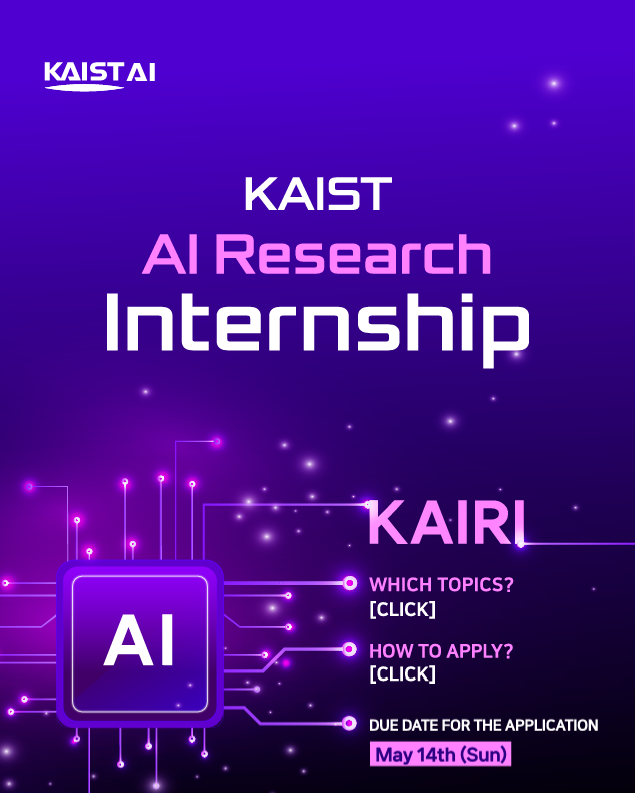 KAIST AI
KAIST
AI Research
Internship
KAIRI
WHICH TOPICS?
[CLICK]
HOW TO APPLY?
[CLICK]
DUE DATE FOR THE APPLICATION
May 14th (Sun)
AI